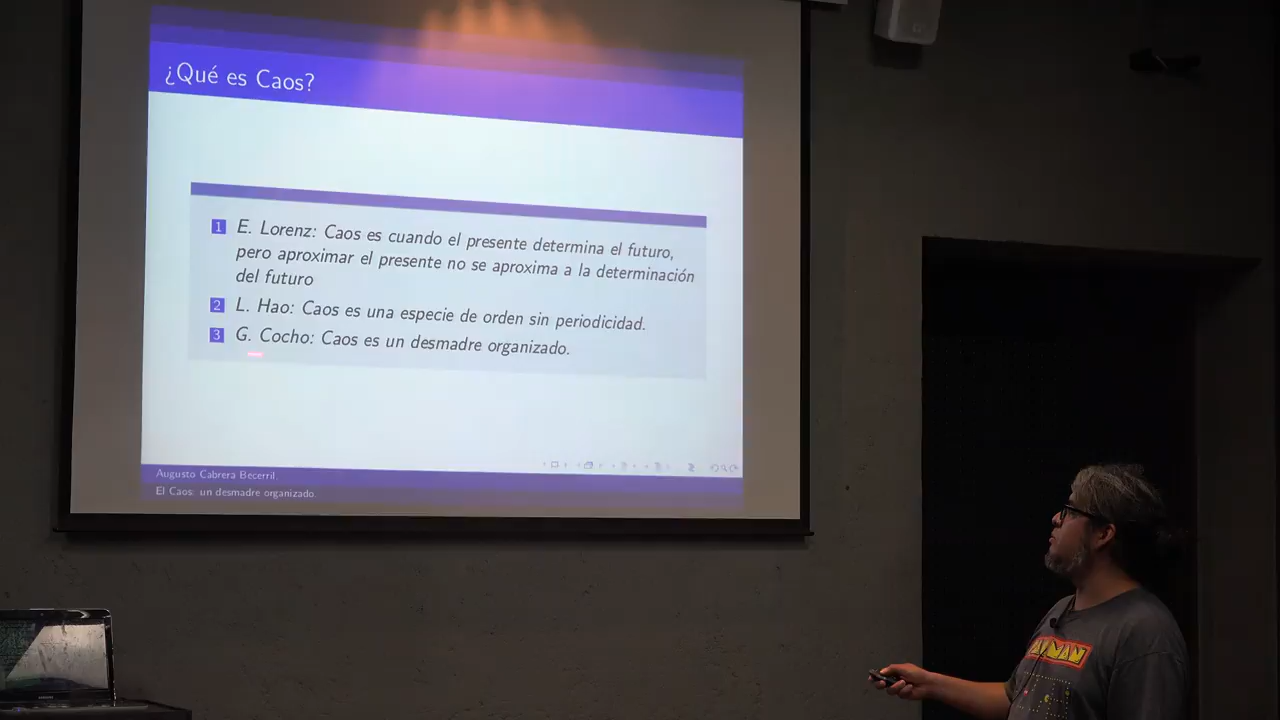 ¿Qué es Caos?
1 E. Lorenz: Caos es cuando el presente determina el futuro,
pero aproximar el presente no se aproxima a la determinación
del futuro
2 L. Hao: Caos es una especie de orden sin periodicidad.
3 G. Cocho: Caos es un desmadre organizado.
Augusto Cabrera Becerril.
El Caos: un desmadre organizado.
SAMSUNG